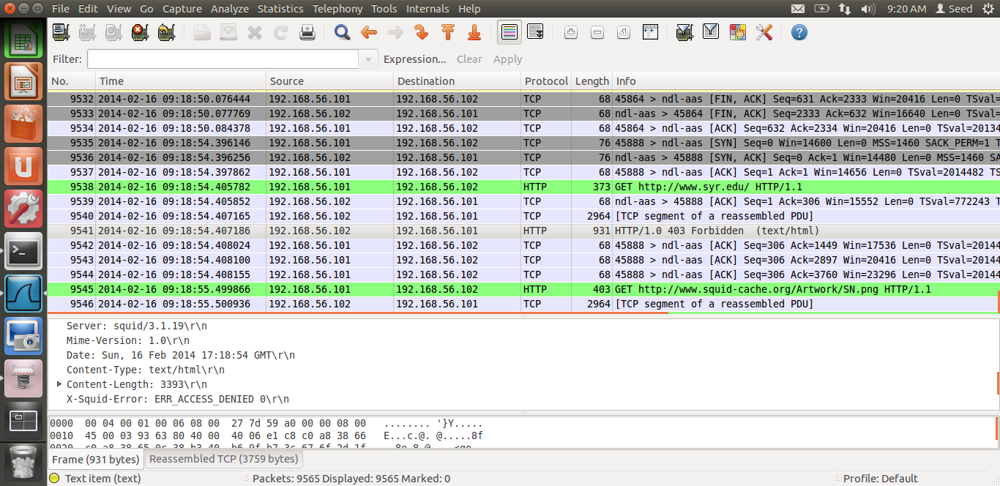 File Edit View Go Capture Analyze Statistics Telephony Tools Internals Help 9:20 AM Seed
Filter: Expression... Clear Apply
No. Time Source Destination Protocol Length Info
9532 2014-02-16 09:18:50.076444 192.168.56.101 192.168.56.102 TCP 68 45864 > ndl-aas [FIN, ACK] Seq=631 Ack=2333 Win=20416 Len=0 TSval=
9533 2014-02-16 09:18:50.077769 192.168.56.102 192.168.56.101 TCP 68 ndl-aas > 45864 [FIN, ACK] Seq=2333 Ack=632 Win=16640 Len=0 TSval=
9534 2014-02-16 09:18:50.084378 192.168.56.101 192.168.56.102 TCP 68 45864 > ndl-aas [ACK] Seq=632 Ack=2334 Win=20416 Len=0 TSval=20134
9535 2014-02-16 09:18:54.396146 192.168.56.101 192.168.56.102 TCP 76 45888 > ndl-aas [SYN] Seq=0 Win=14600 Len=0 MSS=1460 SACK_PERM=1 T
9536 2014-02-16 09:18:54.396256 192.168.56.102 192.168.56.101 TCP 76 ndl-aas > 45888 [SYN, ACK] Seq=0 Ack=1 Win=14480 Len=0 MSS=1460 SA
9537 2014-02-16 09:18:54.397862 192.168.56.101 192.168.56.102 TCP 68 45888 > ndl-aas [ACK] Seq=1 Ack=1 Win=14656 Len=0 TSval=2014482 TS
9538 2014-02-16 09:18:54.405782 192.168.56.101 192.168.56.102 HTTP 373 GET http://www.syr.edu/ HTTP/1.1
9539 2014-02-16 09:18:54.405852 192.168.56.102 192.168.56.101 TCP 68 ndl-aas > 45888 [ACK] Seq=1 Ack=306 Win=15552 Len=0 TSval=772243 T
9540 2014-02-16 09:18:54.407165 192.168.56.102 192.168.56.101 TCP 2964 [TCP segment of a reassembled PDU]
9541 2014-02-16 09:18:54.407186 192.168.56.102 192.168.56.101 HTTP 931 HTTP/1.0 403 Forbidden (text/html)
9542 2014-02-16 09:18:54.408024 192.168.56.101 192.168.56.102 TCP 68 45888 > ndl-aas [ACK] Seq=306 Ack=1449 Win=17536 Len=0 TSval=20144
9543 2014-02-16 09:18:54.408100 192.168.56.101 192.168.56.102 TCP 68 45888 > ndl-aas [ACK] Seq=306 Ack=2897 Win=20416 Len=0 TSval=20144
9544 2014-02-16 09:18:54.408155 192.168.56.101 192.168.56.102 TCP 68 45888 > ndl-aas [ACK] Seq=306 Ack=3760 Win=23296 Len=0 TSval=20144
9545 2014-02-16 09:18:55.499866 192.168.56.101 192.168.56.102 HTTP 403 GET http://www.squid-cache.org/Artwork/SN.png HTTP/1.1
9546 2014-02-16 09:18:55.500936 192.168.56.102 192.168.56.101 TCP 2964 [TCP segment of a reassembled PDU]
Server: squid/3.1.19\r\n
Mime-Version: 1.0\r\n
Date: Sun, 16 Feb 2014 17:18:54 GMT\r\n
Content-Type: text/html\r\n
Content-Length: 3393\r\n
X-Squid-Error: ERR_ACCESS_DENIED 0\r\n
0000 00 04 00 01 00 06 08 00 27 7d 59 a0 00 00 08 00 ........ '}Y.....
0010 45 00 03 93 63 80 40 00 40 06 e1 c8 c0 a8 38 66 E...c.@. @.....8f
0020 c0 a8 38 65 0c 38 b3 40 b6 9f b7 3c 67 6f 2d 1f
Frame (931 bytes) Reassembled TCP (3759 bytes)
Text item (text) Packets: 9565 Displayed: 9565 Marked: 0 Profile: Default